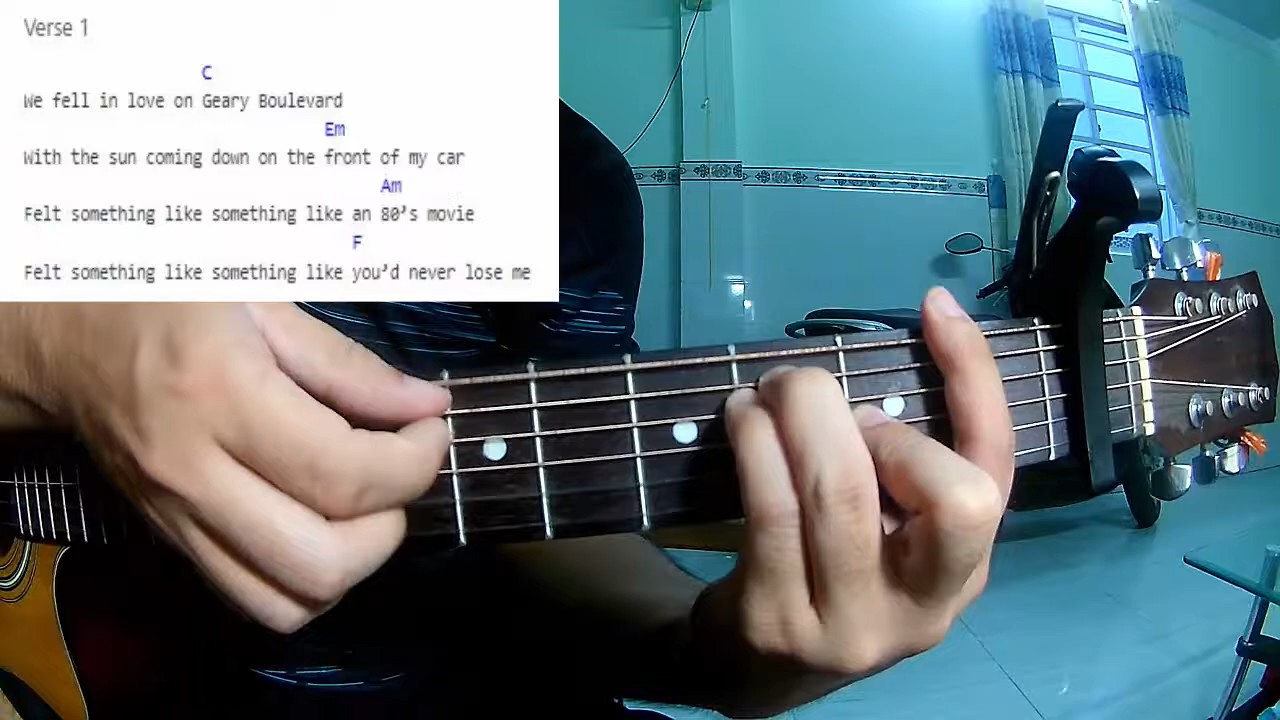 Verse 1
C
We fell in love on Geary Boulevard
Em
With the sun coming down on the front of my car
Am
Felt something like something like an 80's movie
F
Felt something like something like you'd never lose me